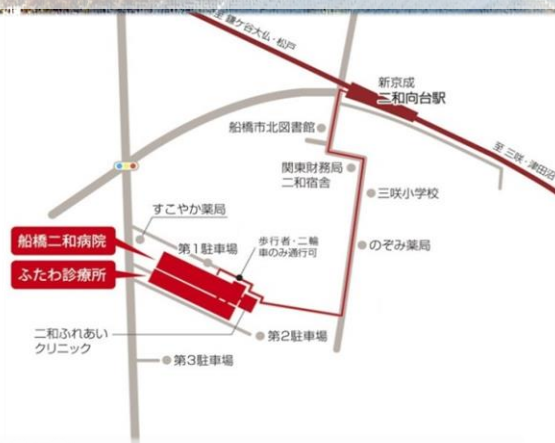 至 鎌ケ谷大仏・松戸
新京成
二和向台駅
船橋市北図書館
至 三咲・津田沼
関東財務局
二和宿舎
三咲小学校
すこやか薬局
船橋二和病院
第1駐車場
歩行者・二輪
車のみ通行可
のぞみ薬局
ふたわ診療所
二和ふれあい
クリニック
第2駐車場
第3駐車場